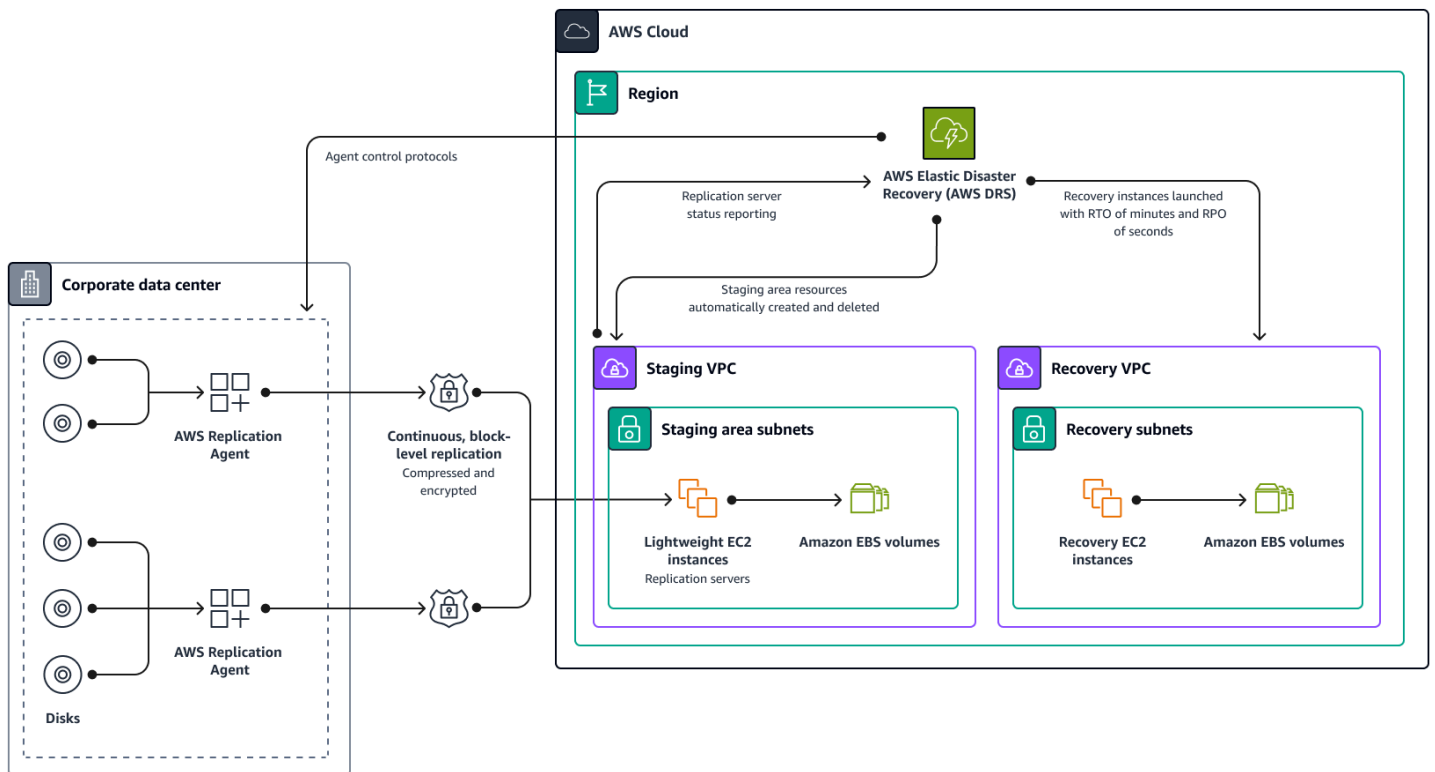 AWS Cloud
Region
Agent control protocols
AWS Elastic Disaster
Recovery (AWS DRS)
Replication server
status reporting
Recovery instances launched
with RTO of minutes and RPO
of seconds
Staging area resources
automatically created and deleted
Corporate data center
AWS Replication
Agent
Continuous, block-
level replication
Compressed and
encrypted
AWS Replication
Agent
Disks
Staging VPC
Staging area subnets
Lightweight EC2
instances
Replication servers
Amazon EBS volumes
Recovery VPC
Recovery subnets
Recovery EC2
instances
Amazon EBS volumes